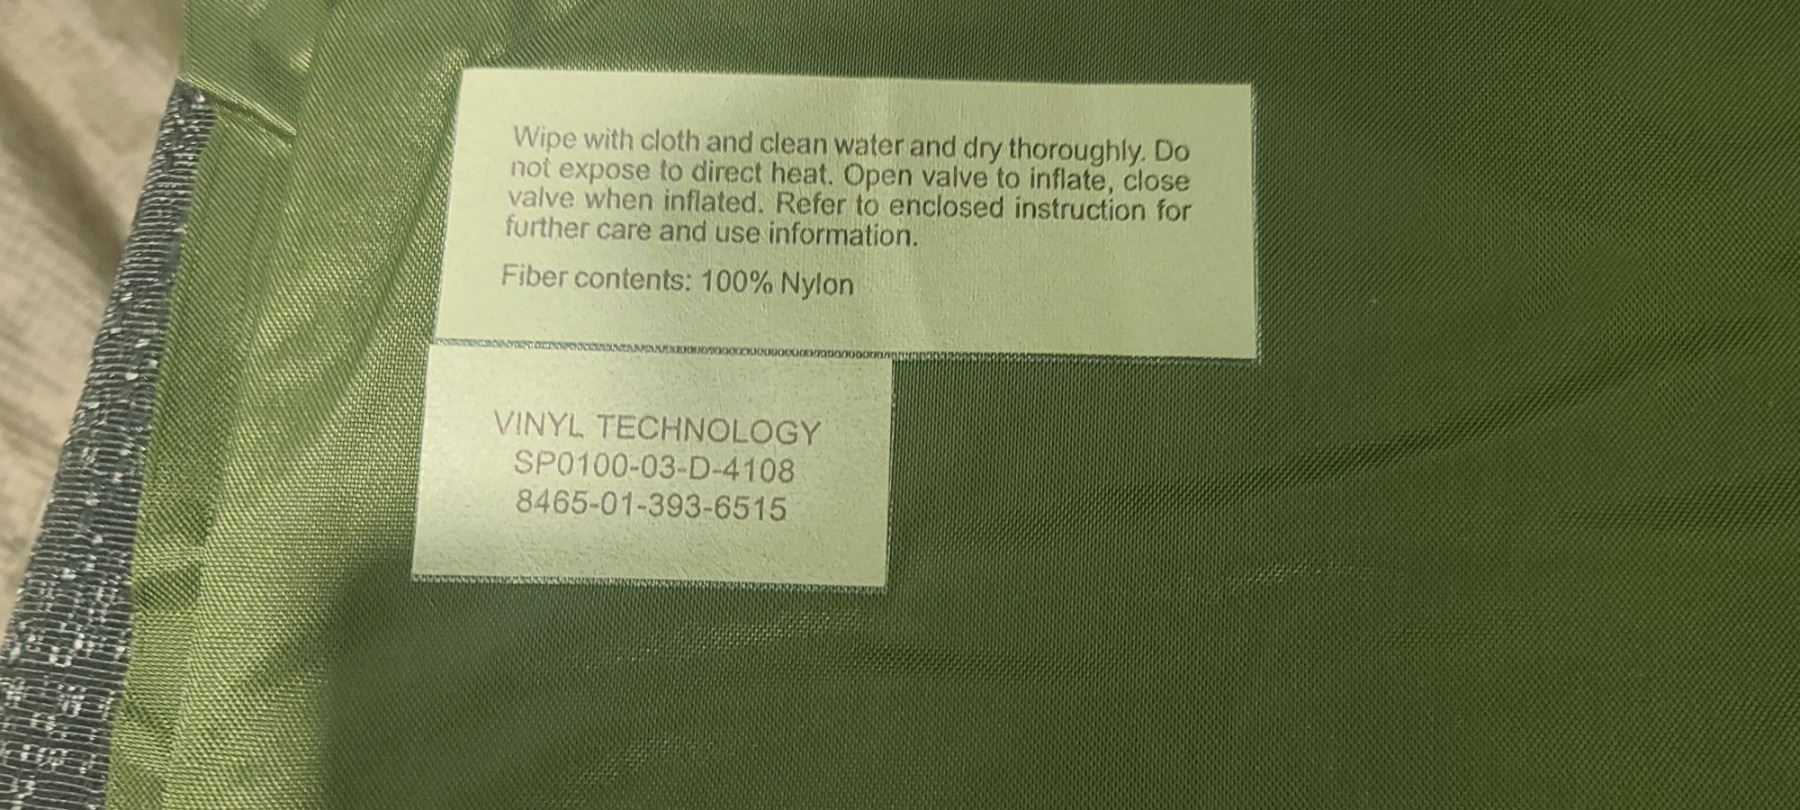 Wipe with cloth and clean water and dry thoroughly. Do
not expose to direct heat. Open valve to inflate, close
valve when inflated. Refer to enclosed instruction for
further care and use information.
Fiber contents: 100% Nylon
VINYL TECHNOLOGY
SP0100-03-D-4108
8465-01-393-6515